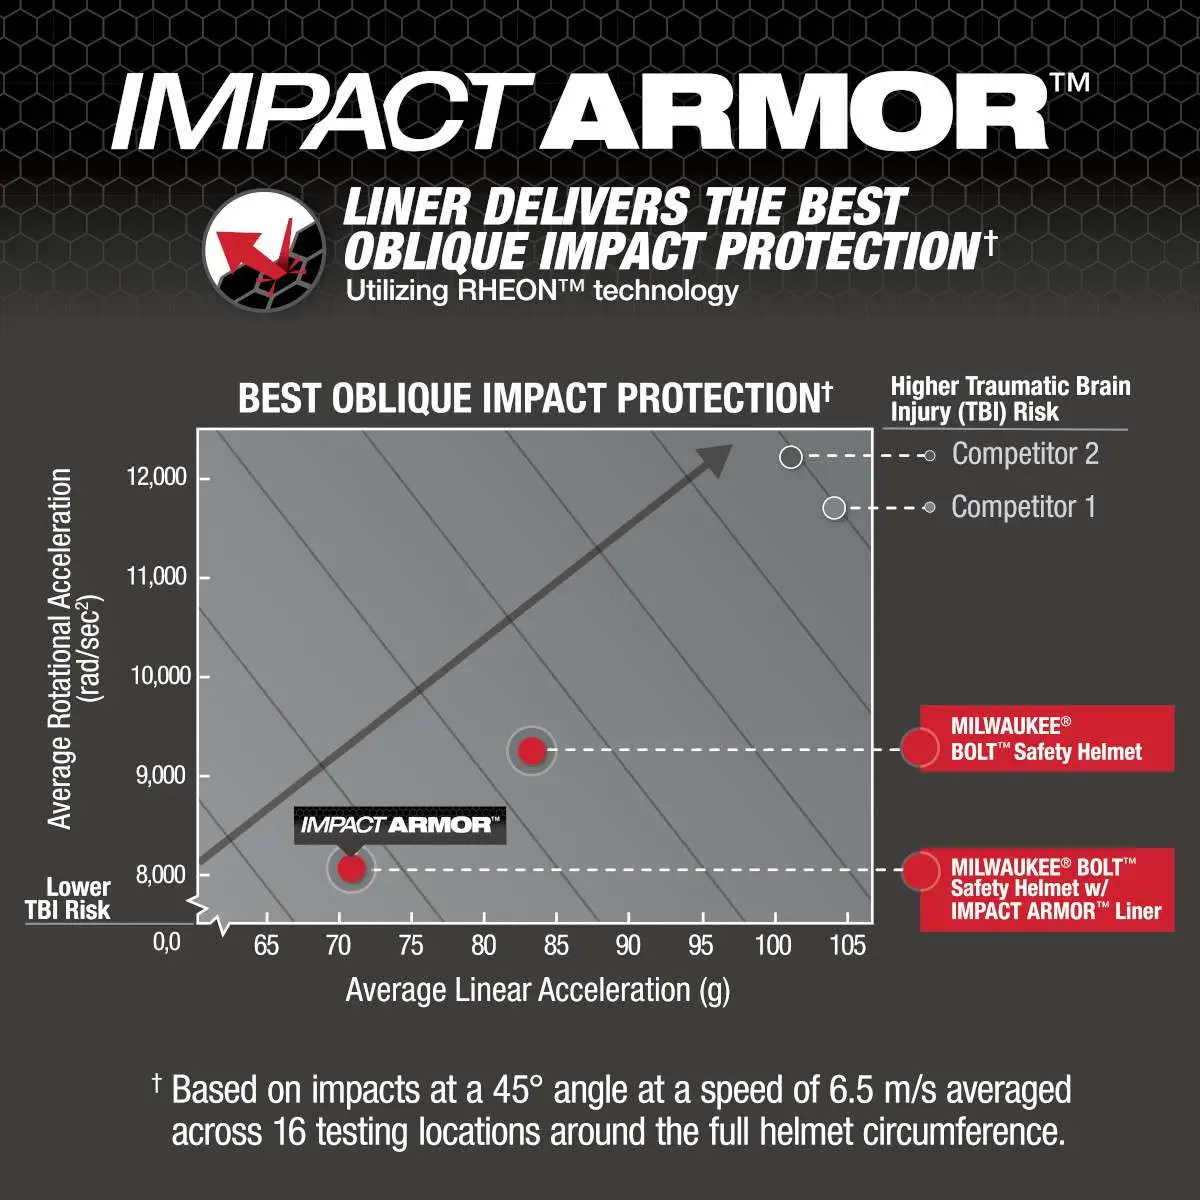 IMPACT ARMOR™
LINER DELIVERS THE BEST
OBLIQUE IMPACT PROTECTION†
Utilizing RHEON™ technology
BEST OBLIQUE IMPACT PROTECTION†
Higher Traumatic Brain
Injury (TBI) Risk
Competitor 2
Competitor 1
Average Rotational Acceleration
(rad/sec²)
12,000
11,000
10,000
9,000
8,000
MILWAUKEE®
BOLT™ Safety Helmet
IMPACT ARMOR™
MILWAUKEE® BOLT™
Safety Helmet w/
IMPACT ARMOR™ Liner
Lower
TBI Risk
0,0
65 70 75 80 85 90 95 100 105
Average Linear Acceleration (g)
† Based on impacts at a 45° angle at a speed of 6.5 m/s averaged
across 16 testing locations around the full helmet circumference.